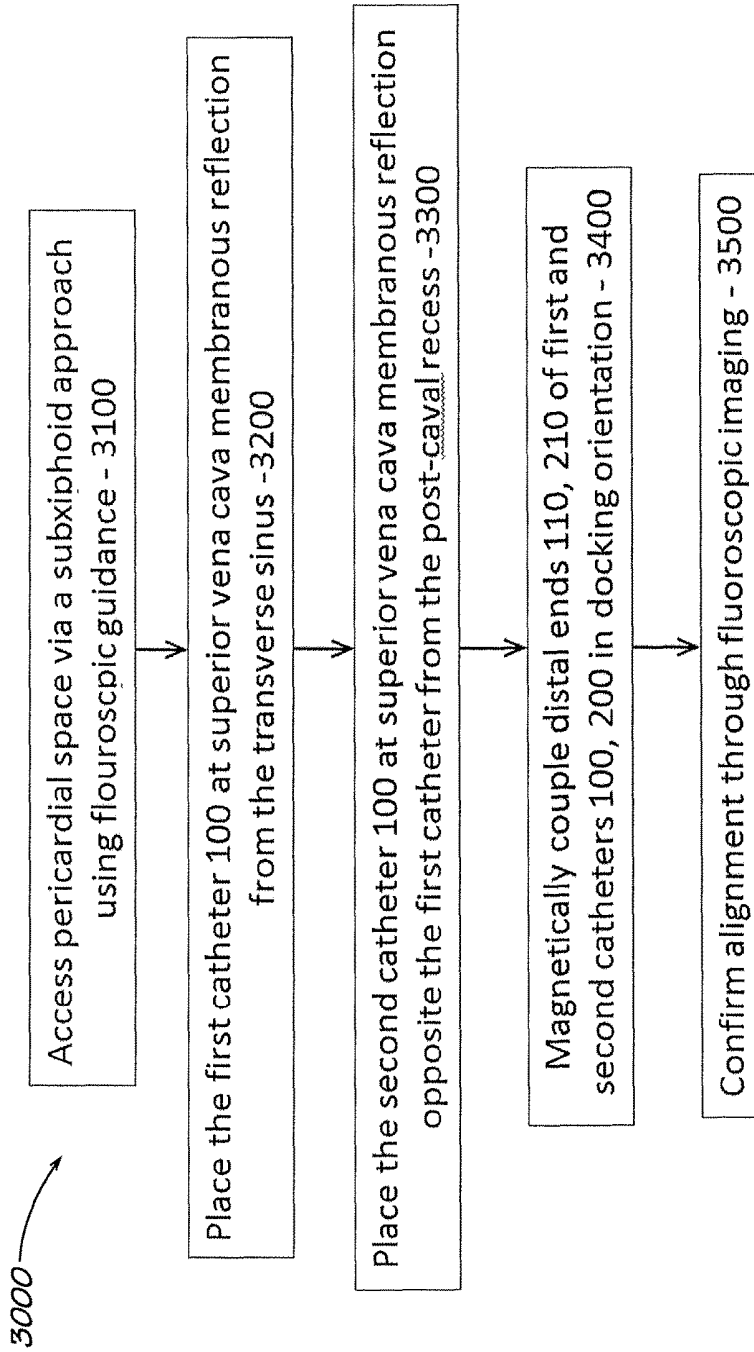 3000
Access pericardial space via a subxiphoid approach
using flouroscpic guidance - 3100
Place the first catheter 100 at superior vena cava membranous reflection
from the transverse sinus -3200
Place the second catheter 100 at superior vena cava membranous reflection
opposite the first catheter from the post-caval recess -3300
Magnetically couple distal ends 110, 210 of first and
second catheters 100, 200 in docking orientation - 3400
Confirm alignment through fluoroscopic imaging - 3500